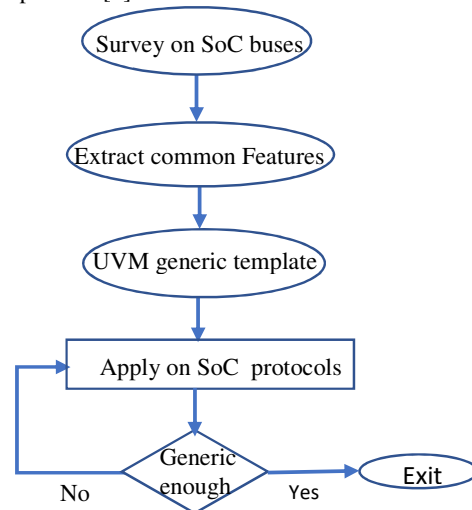 Survey on SoC buses
Extract common Features
UVM generic template
Apply on SoC protocols
Generic
enough
No
Yes
Exit